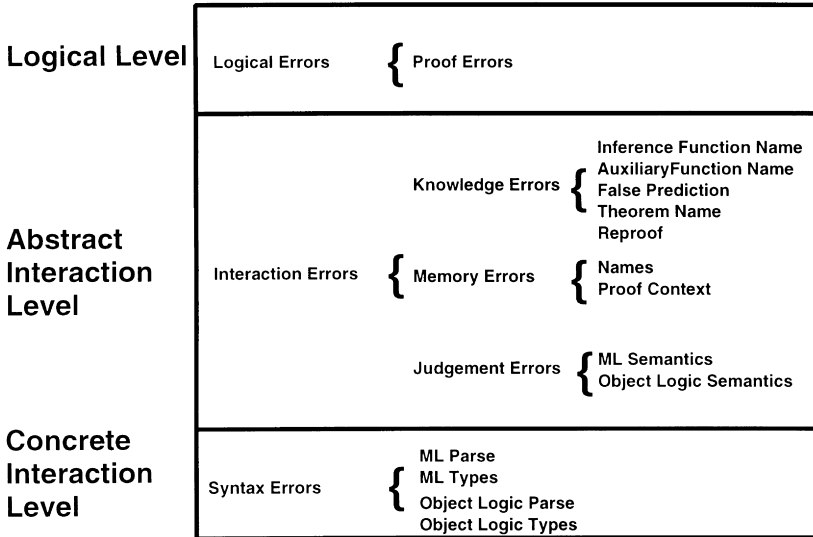 Logical Level
Logical Errors
{ Proof Errors
Abstract
Interaction
Level
Interaction Errors
{
Knowledge Errors
{
Inference Function Name
AuxiliaryFunction Name
False Prediction
Theorem Name
Reproof
Memory Errors
{
Names
Proof Context
Judgement Errors
{
ML Semantics
Object Logic Semantics
Concrete
Interaction
Level
Syntax Errors
{
ML Parse
ML Types
Object Logic Parse
Object Logic Types